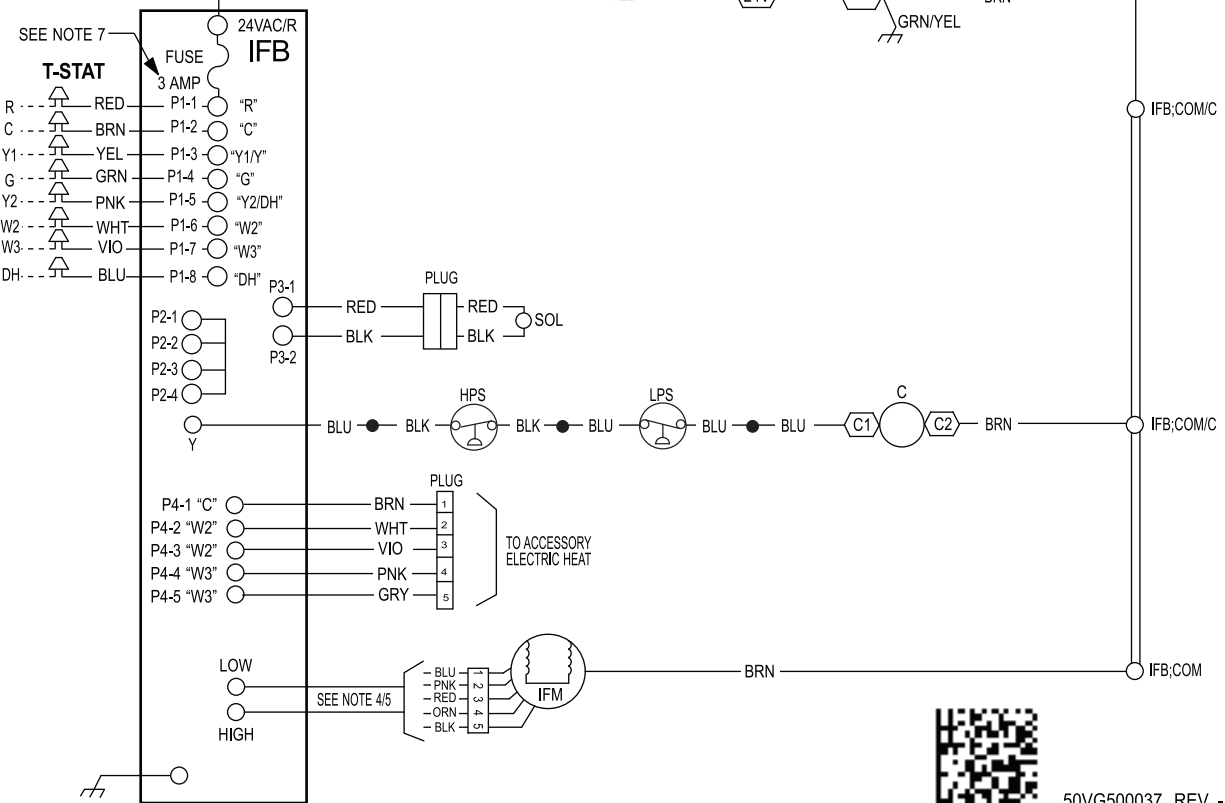 GRN/YEL
24VAC/R
IFB
SEE NOTE 7
FUSE
3 AMP
T-STAT
R RED P1-1 "R"
C BRN P1-2 "C"
Y1 YEL P1-3 "Y1/Y"
G GRN P1-4 "G"
Y2 PNK P1-5 "Y2/DH"
W2 WHT P1-6 "W2"
W3 VIO P1-7 "W3"
DH BLU P1-8 "DH"
IFB;COM/C
P3-1
PLUG
RED RED
SOL
BLK BLK
P3-2
P2-1
P2-2
P2-3
P2-4
HPS
LPS
C
Y
BLU BLK BLK BLU BLU BLU C1 C2 BRN
IFB;COM/C
PLUG
P4-1 "C" BRN 1
P4-2 "W2" WHT 2
P4-3 "W2" VIO 3
P4-4 "W3" PNK 4
P4-5 "W3" GRY 5
TO ACCESSORY
ELECTRIC HEAT
LOW
HIGH
SEE NOTE 4/5
BLU 1
PNK 2
RED 3
ORN 4
BLK 5
IFM
BRN
IFB;COM
50VG500037 REV. -